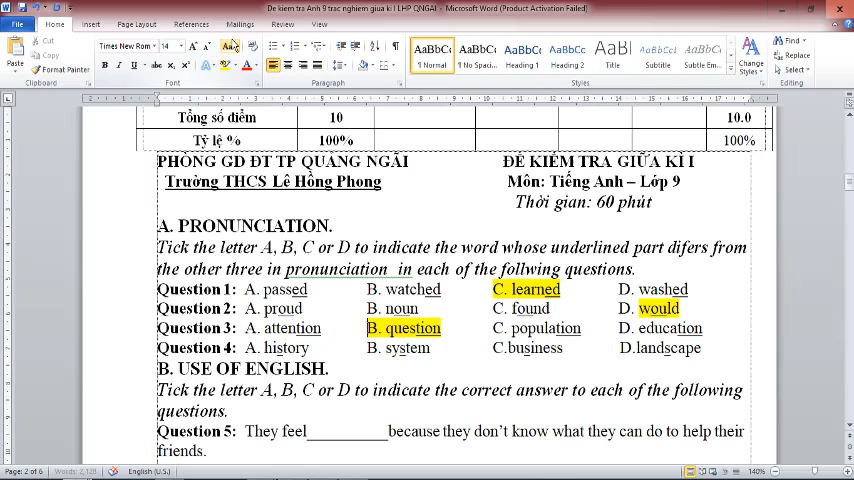 De kiem tra Anh 9 trac nghiem giua ki I LHP QNGAI - Microsoft Word (Product Activation Failed)
File Home Insert Page Layout References Mailings Review View
Cut
Copy
Format Painter
Paste
Clipboard
Times New Rom 14
Font
Paragraph
AaBbCc AaBbCc AaBbCc AaBbCc AaBl AaBbCcl AaBbCcl
¶ Normal ¶ No Spaci... Heading 1 Heading 2 Title Subtitle Subtle Em...
Change Styles
Styles
Find
Replace
Select
Editing
Tổng số điểm 10 10.0
Tỷ lệ % 100% 100%
PHÒNG GD ĐT TP QUẢNG NGÃI ĐỀ KIỂM TRA GIỮA KÌ I
Trường THCS Lê Hồng Phong Môn: Tiếng Anh – Lớp 9
Thời gian: 60 phút
A. PRONUNCIATION.
Tick the letter A, B, C or D to indicate the word whose underlined part difers from
the other three in pronunciation in each of the follwing questions.
Question 1: A. passed B. watched C. learned D. washed
Question 2: A. proud B. noun C. found D. would
Question 3: A. attention B. question C. population D. education
Question 4: A. history B. system C.business D.landscape
B. USE OF ENGLISH.
Tick the letter A, B, C or D to indicate the correct answer to each of the following
questions.
Question 5: They feel__________because they don't know what they can do to help their
friends.
Page: 2 of 6 Words: 2,128 English (U.S.) 140%